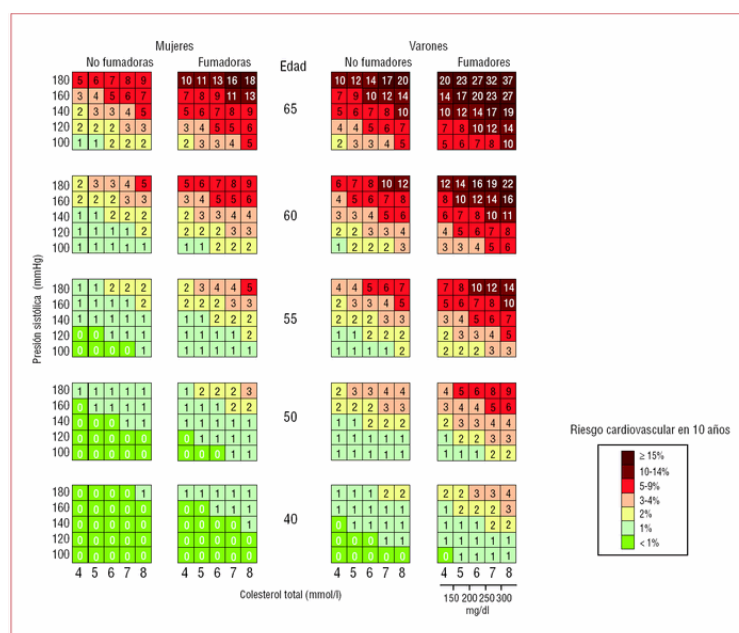 Mujeres Varones
No fumadoras Fumadoras Edad No fumadores Fumadores
180 5 6 7 8 9 10 11 13 16 18 10 12 14 17 20 20 23 27 32 37
160 3 4 5 6 7 7 8 9 11 13 7 9 10 12 14 14 17 20 23 27
140 2 3 3 4 5 5 6 7 8 9 65 5 6 7 8 10 10 12 14 17 19
120 2 2 2 3 3 3 4 5 5 6 4 4 5 6 7 7 8 10 12 14
100 1 1 2 2 2 2 3 3 4 5 2 3 3 4 5 5 6 7 8 10
180 2 3 3 4 5 5 6 7 8 9 6 7 8 10 12 12 14 16 19 22
160 2 2 2 3 3 3 4 5 5 6 4 5 6 7 8 8 10 12 14 16
140 1 1 2 2 2 2 3 3 4 4 60 3 3 4 5 6 6 7 8 10 11
120 1 1 1 1 2 2 2 2 3 3 2 2 3 3 4 4 5 6 7 8
100 1 1 1 1 1 1 1 2 2 2 1 2 2 2 3 3 3 4 5 6
180 1 1 2 2 2 2 3 4 4 5 4 4 5 6 7 7 8 10 12 14
160 1 1 1 1 2 2 2 2 3 3 2 3 3 4 5 5 6 7 8 10
140 1 1 1 1 1 1 1 2 2 2 55 2 2 2 3 3 3 4 5 6 7
120 0 0 1 1 1 1 1 1 1 2 1 1 2 2 2 2 3 3 4 5
100 0 0 0 0 1 1 1 1 1 1 1 1 1 1 2 2 2 2 3 3
180 1 1 1 1 1 1 2 2 2 3 2 3 3 4 4 4 5 6 8 9
160 0 1 1 1 1 1 1 1 2 2 2 2 2 3 3 3 4 4 5 6
140 0 0 0 1 1 1 1 1 1 1 50 1 1 2 2 2 2 3 3 4 4
120 0 0 0 0 0 0 1 1 1 1 1 1 1 1 1 1 2 2 3 3
100 0 0 0 0 0 0 0 0 1 1 1 1 1 1 1 1 1 1 2 2
180 0 0 0 0 1 1 1 1 1 1 1 1 1 2 2 2 2 3 3 4
160 0 0 0 0 0 0 0 1 1 1 1 1 1 1 1 1 2 2 2 3
140 0 0 0 0 0 0 0 0 0 1 40 0 1 1 1 1 1 1 1 2 2
120 0 0 0 0 0 0 0 0 0 0 0 0 0 1 1 1 1 1 1 1
100 0 0 0 0 0 0 0 0 0 0 0 0 0 0 0 0 1 1 1
4 5 6 7 8 4 5 6 7 8 4 5 6 7 8 4 5 6 7 8
Colesterol total (mmol/l) 150 200 250 300
mg/dl
Presión sistólica (mmHg)
Riesgo cardiovascular en 10 años
≥ 15%
10-14%
5-9%
3-4%
2%
1%
< 1%